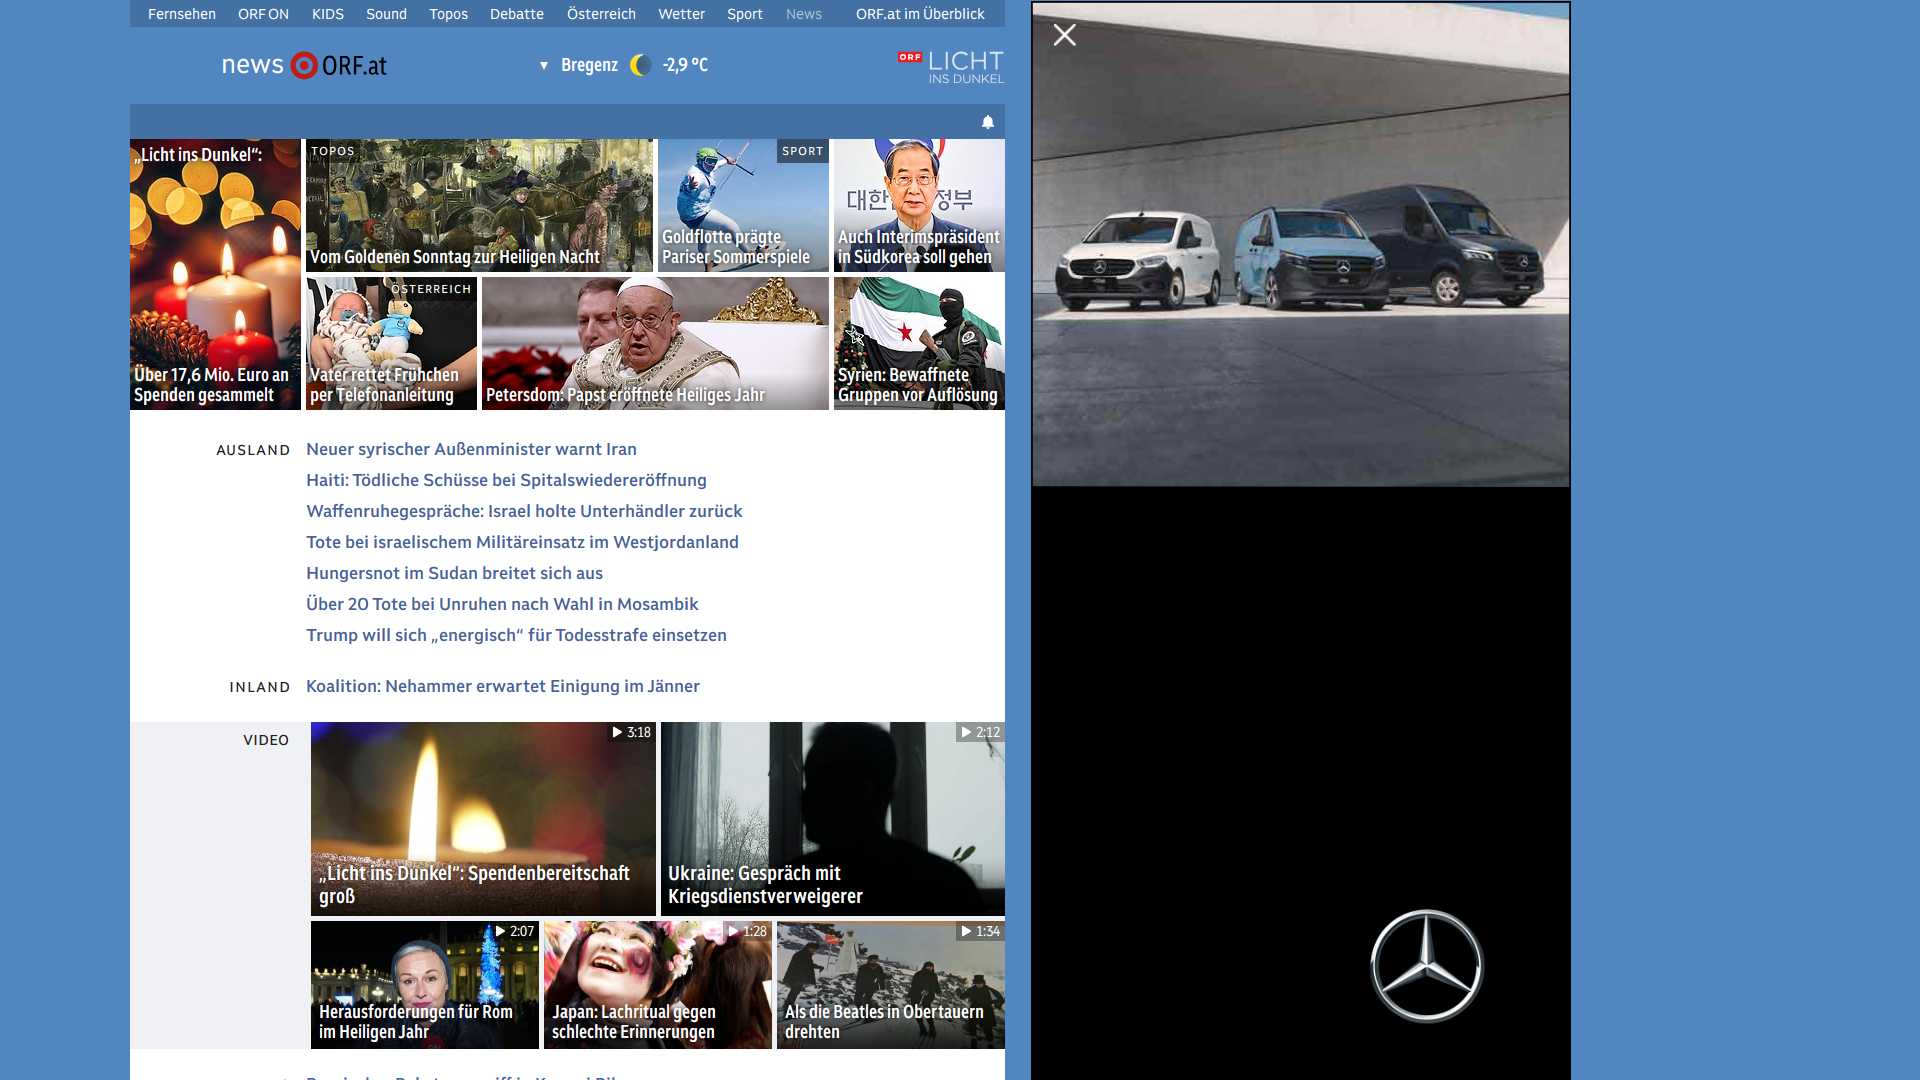 Fernsehen ORF ON KIDS Sound Topos Debatte Österreich Wetter Sport News ORF.at im Überblick
news ORF.at
▼ Bregenz -2,9 °C
ORF LICHT
INS DUNKEL
„Licht ins Dunkel“:
Über 17,6 Mio. Euro an
Spenden gesammelt
TOPOS
Vom Goldenen Sonntag zur Heiligen Nacht
SPORT
Goldflotte prägte
Pariser Sommerspiele
Auch Interimspräsident
in Südkorea soll gehen
ÖSTERREICH
Vater rettet Frühchen
per Telefonanleitung
Petersdom: Papst eröffnete Heiliges Jahr
Syrien: Bewaffnete
Gruppen vor Auflösung
AUSLAND
Neuer syrischer Außenminister warnt Iran
Haiti: Tödliche Schüsse bei Spitalswiedereröffnung
Waffenruhegespräche: Israel holte Unterhändler zurück
Tote bei israelischem Militäreinsatz im Westjordanland
Hungersnot im Sudan breitet sich aus
Über 20 Tote bei Unruhen nach Wahl in Mosambik
Trump will sich „energisch“ für Todesstrafe einsetzen
INLAND
Koalition: Nehammer erwartet Einigung im Jänner
VIDEO
3:18
„Licht ins Dunkel“: Spendenbereitschaft
groß
2:12
Ukraine: Gespräch mit
Kriegsdienstverweigerer
2:07
Herausforderungen für Rom
im Heiligen Jahr
1:28
Japan: Lachritual gegen
schlechte Erinnerungen
1:34
Als die Beatles in Obertauern
drehten